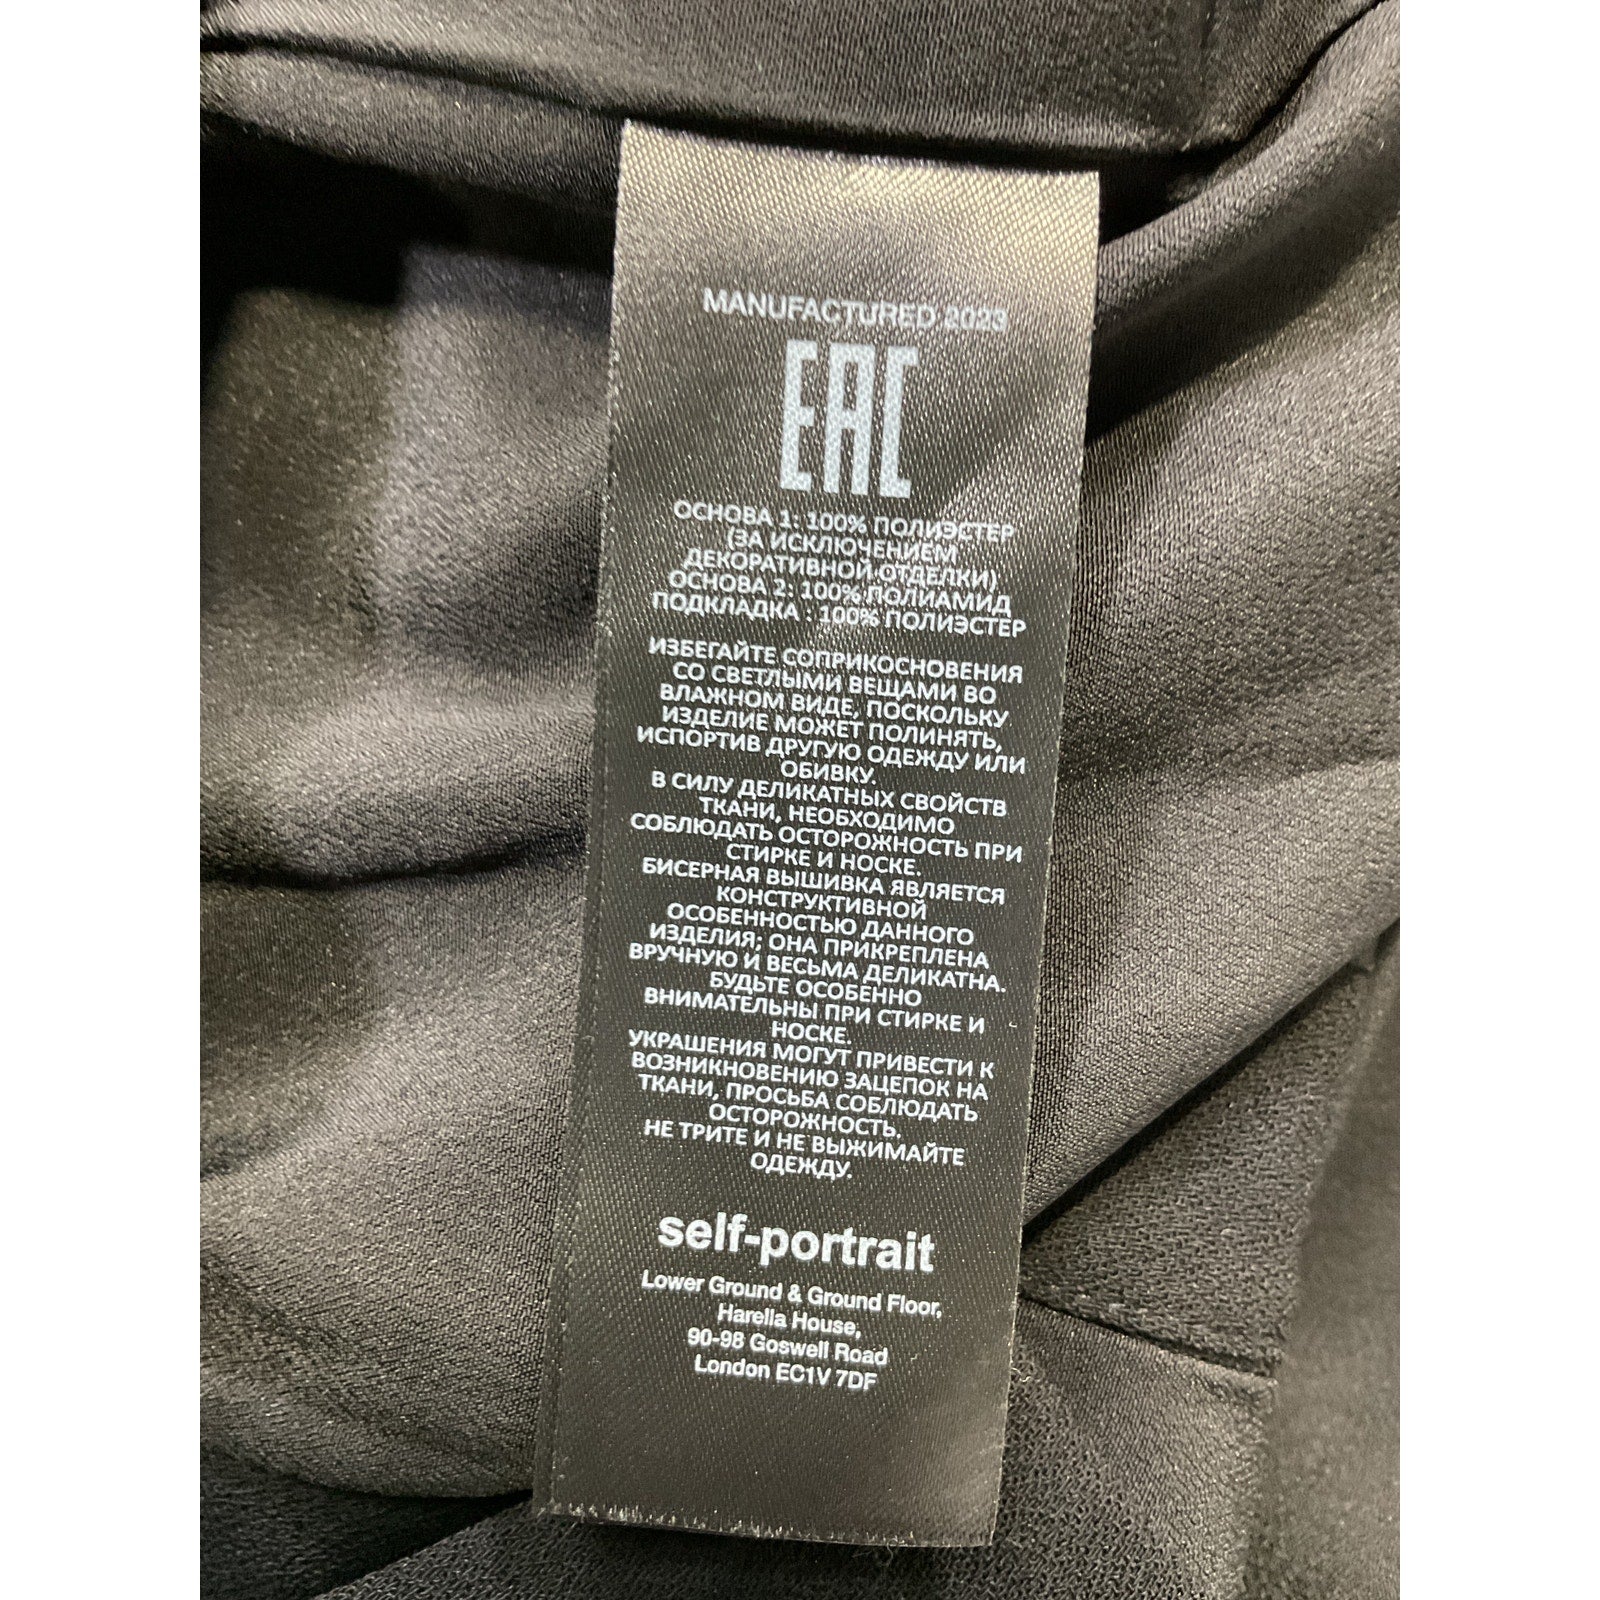 MANUFACTURED 2023
EAC
ОСНОВА 1: 100% ПОЛИЭСТЕР
(ЗА ИСКЛЮЧЕНИЕМ
ДЕКОРАТИВНОЙ ОТДЕЛКИ)
ОСНОВА 2: 100% ПОЛИАМИД
ПОДКЛАДКА : 100% ПОЛИЭСТЕР
ИЗБЕГАЙТЕ СОПРИКОСНОВЕНИЯ
СО СВЕТЛЫМИ ВЕЩАМИ ВО
ВЛАЖНОМ ВИДЕ, ПОСКОЛЬКУ
ИЗДЕЛИЕ МОЖЕТ ПОЛИНЯТЬ,
ИСПОРТИВ ДРУГУЮ ОДЕЖДУ ИЛИ
ОБИВКУ.
В СИЛУ ДЕЛИКАТНЫХ СВОЙСТВ
ТКАНИ, НЕОБХОДИМО
СОБЛЮДАТЬ ОСТОРОЖНОСТЬ ПРИ
СТИРКЕ И НОСКЕ.
БИСЕРНАЯ ВЫШИВКА ЯВЛЯЕТСЯ
КОНСТРУКТИВНОЙ
ОСОБЕННОСТЬЮ ДАННОГО
ИЗДЕЛИЯ; ОНА ПРИКРЕПЛЕНА
ВРУЧНУЮ И ВЕСЬМА ДЕЛИКАТНА.
БУДЬТЕ ОСОБЕННО
ВНИМАТЕЛЬНЫ ПРИ СТИРКЕ И
НОСКЕ.
УКРАШЕНИЯ МОГУТ ПРИВЕСТИ К
ВОЗНИКНОВЕНИЮ ЗАЦЕПОК НА
ТКАНИ, ПРОСЬБА СОБЛЮДАТЬ
ОСТОРОЖНОСТЬ.
НЕ ТРИТЕ И НЕ ВЫЖИМАЙТЕ
ОДЕЖДУ.
self-portrait
Lower Ground & Ground Floor,
Harella House,
90-98 Goswell Road
London EC1V 7DF